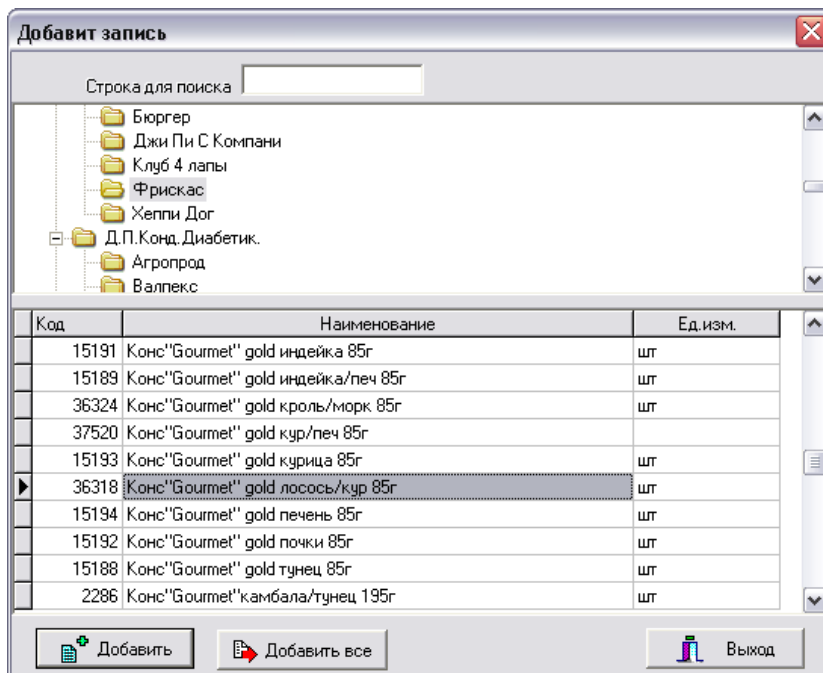 Добавит запись
Строка для поиска
Бюргер
Джи Пи С Компани
Клуб 4 лапы
Фрискас
Хеппи Дог
Д.П.Конд.Диабетик.
Агропрод
Валпекс
Код Наименование Ед.изм.
15191 Конс"Gourmet" gold индейка 85г шт
15189 Конс"Gourmet" gold индейка/печ 85г шт
36324 Конс"Gourmet" gold кроль/морк 85г шт
37520 Конс"Gourmet" gold кур/печ 85г
15193 Конс"Gourmet" gold курица 85г шт
36318 Конс"Gourmet" gold лосось/кур 85г шт
15194 Конс"Gourmet" gold печень 85г шт
15192 Конс"Gourmet" gold почки 85г шт
15188 Конс"Gourmet" gold тунец 85г шт
2286 Конс"Gourmet"камбала/тунец 195г шт
Добавить Добавить все Выход